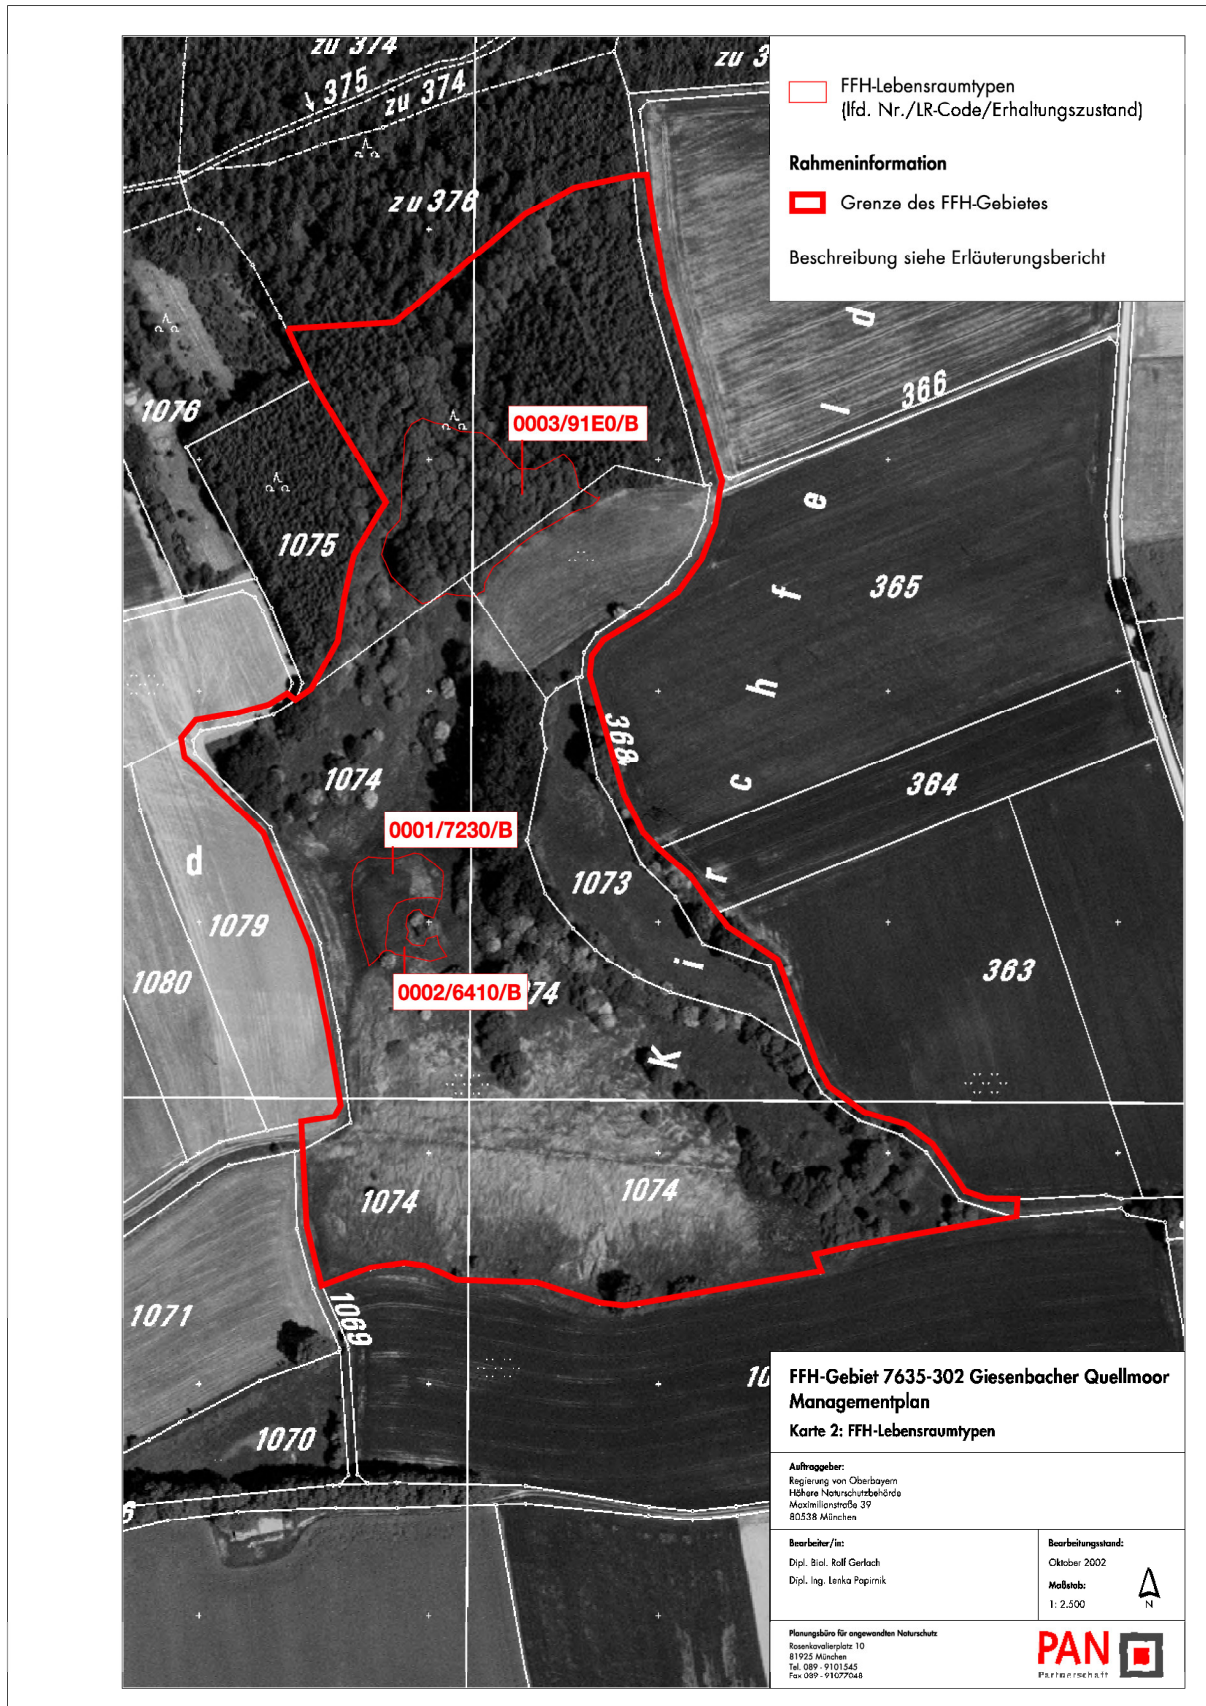 zu 374
zu 3
375
zu 374
FFH-Lebensraumtypen
(lfd. Nr./LR-Code/Erhaltungszustand)
Rahmeninformation
Grenze des FFH-Gebietes
Beschreibung siehe Erläuterungsbericht
zu 376
d
366
l
1076
0003/91E0/B
e
1075
f
365
h
368
c
364
1074
0001/7230/B
d
r
1073
1079
i
363
1080
0002/6410/B
74
K
1074
1074
1071
1069
10
1070
6
FFH-Gebiet 7635-302 Giesenbacher Quellmoor
Managementplan
Karte 2: FFH-Lebensraumtypen
Auftraggeber:
Regierung von Oberbayern
Höhere Naturschutzbehörde
Maximilianstraße 39
80538 München
Bearbeiter/in:
Dipl. Biol. Rolf Gerlach
Dipl. Ing. Lenka Papirnik
Bearbeitungsstand:
Oktober 2002
Maßstab:
1: 2.500
N
Planungsbüro für angewandten Naturschutz
Rosenkavalierplatz 10
81925 München
Tel. 089 - 9101545
Fax 089 - 91077048
PAN
Partnerschaft